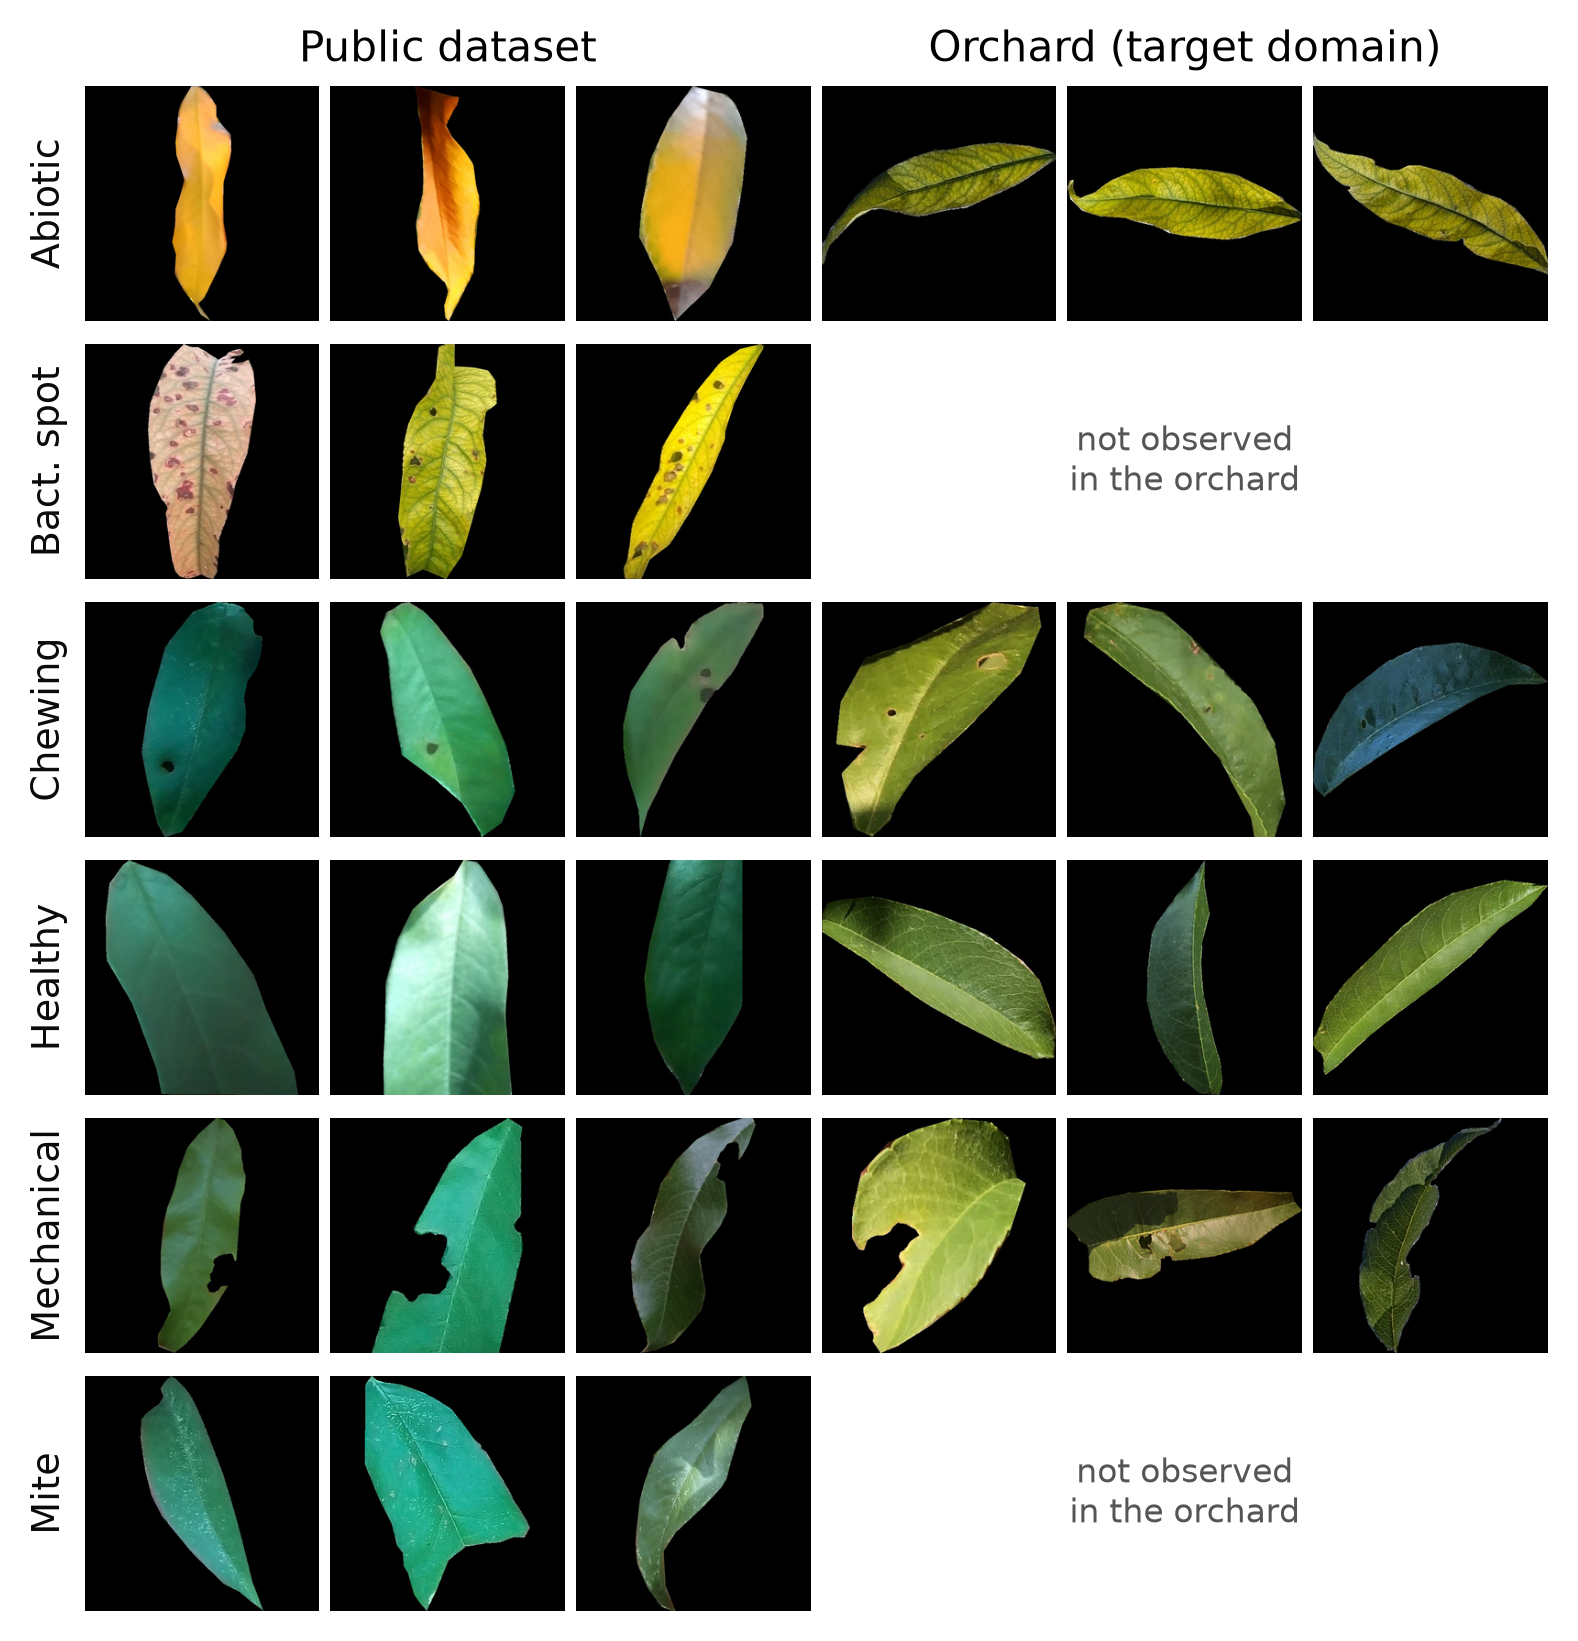 Public dataset
Orchard (target domain)
Abiotic
Bact. spot
not observed
in the orchard
Chewing
Healthy
Mechanical
Mite
not observed
in the orchard